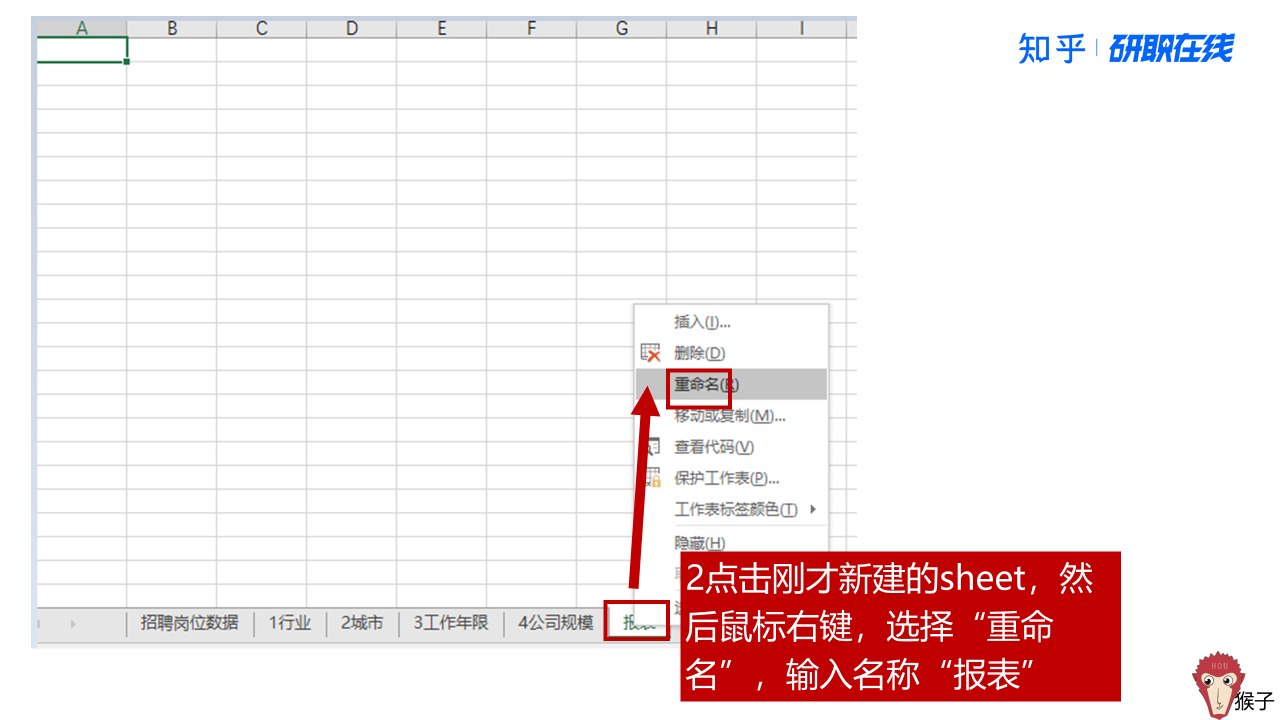 A B C D E F G H I
知乎 研职在线
插入(I)...
删除(D)
重命名(R)
移动或复制(M)...
查看代码(V)
保护工作表(P)...
工作表标签颜色(T)
隐藏(H)
招聘岗位数据 1行业 2城市 3工作年限 4公司规模 报表
2点击刚才新建的sheet，然
后鼠标右键，选择“重命
名”，输入名称“报表”
HOU
猴子